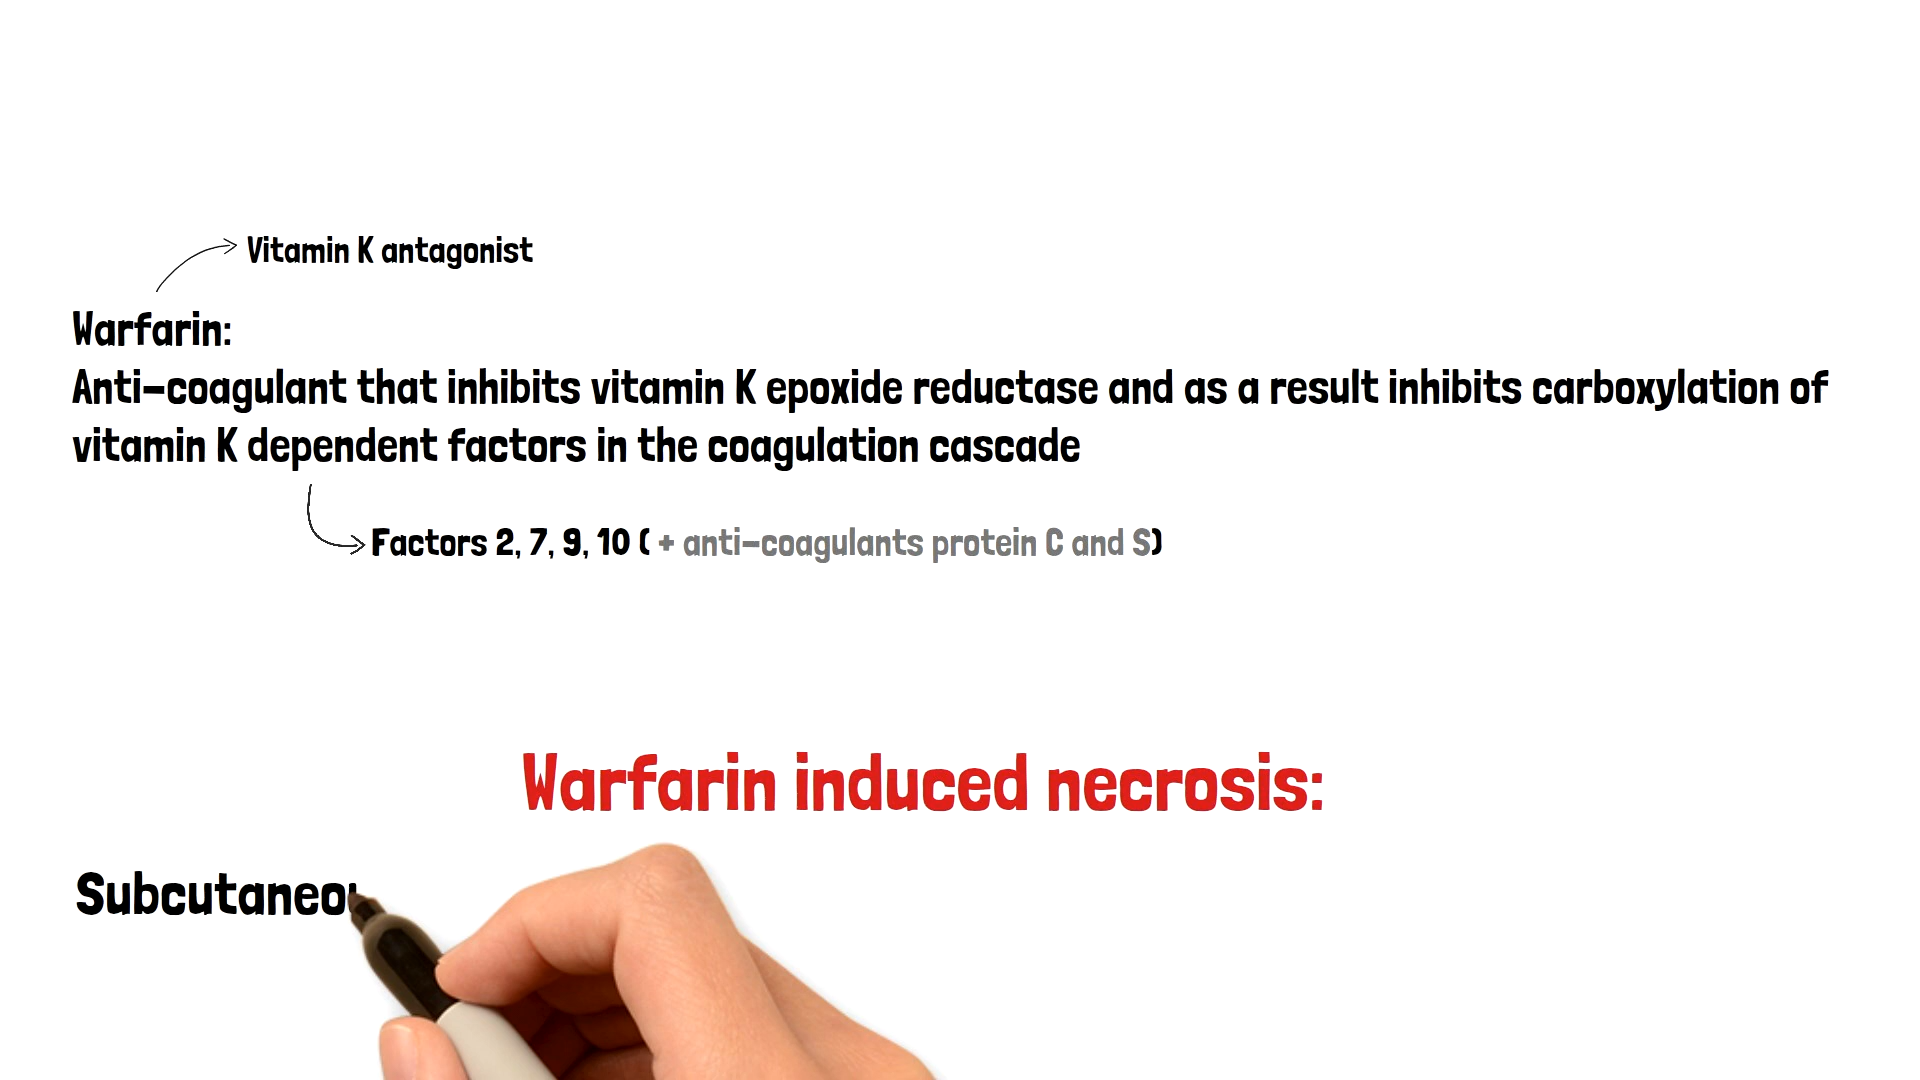 Vitamin K antagonist
Warfarin:
Anti-coagulant that inhibits vitamin K epoxide reductase and as a result inhibits carboxylation of
vitamin K dependent factors in the coagulation cascade
Factors 2, 7, 9, 10 ( + anti-coagulants protein C and S)
Warfarin induced necrosis:
Subcutaneo